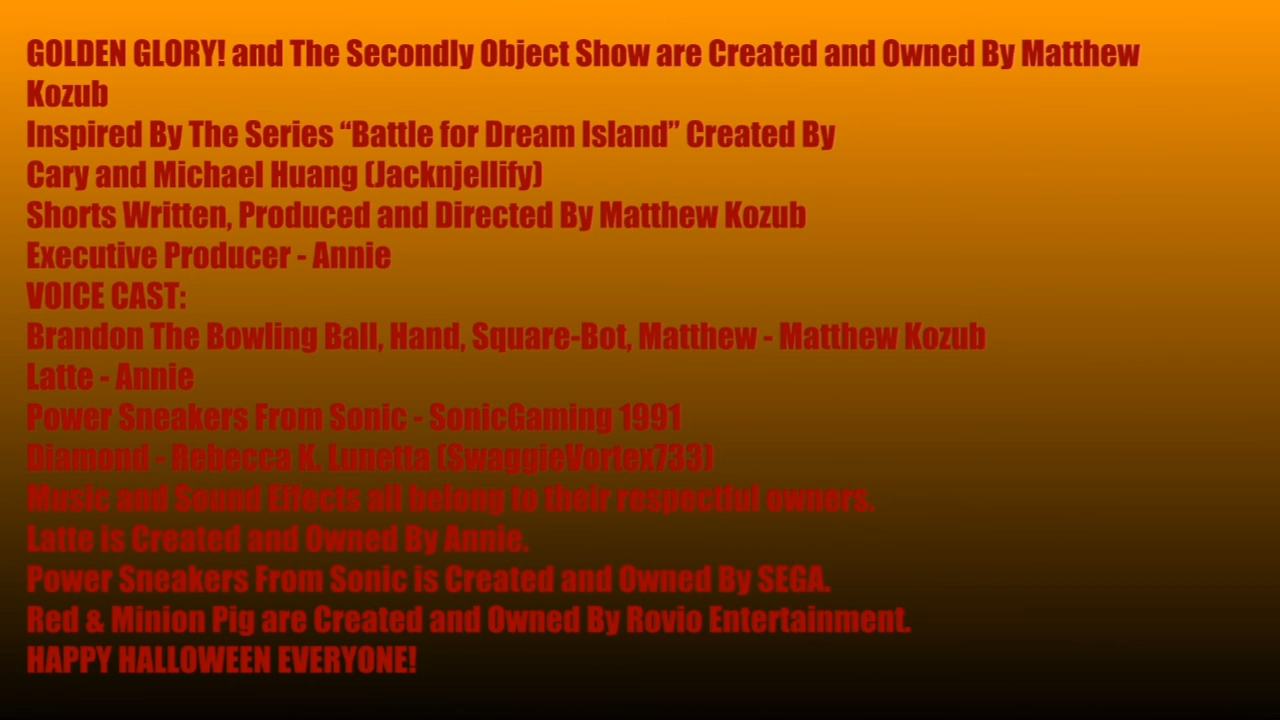 GOLDEN GLORY! and The Secondly Object Show are Created and Owned By Matthew
Kozub
Inspired By The Series “Battle for Dream Island” Created By
Cary and Michael Huang (Jacknjellify)
Shorts Written, Produced and Directed By Matthew Kozub
Executive Producer - Annie
VOICE CAST:
Brandon The Bowling Ball, Hand, Square-Bot, Matthew - Matthew Kozub
Latte - Annie
Power Sneakers From Sonic - SonicGaming 1991
Diamond - Rebecca K. Lunetta (SwaggieVortex733)
Music and Sound Effects all belong to their respectful owners.
Latte is Created and Owned By Annie.
Power Sneakers From Sonic is Created and Owned By SEGA.
Red & Minion Pig are Created and Owned By Rovio Entertainment.
HAPPY HALLOWEEN EVERYONE!